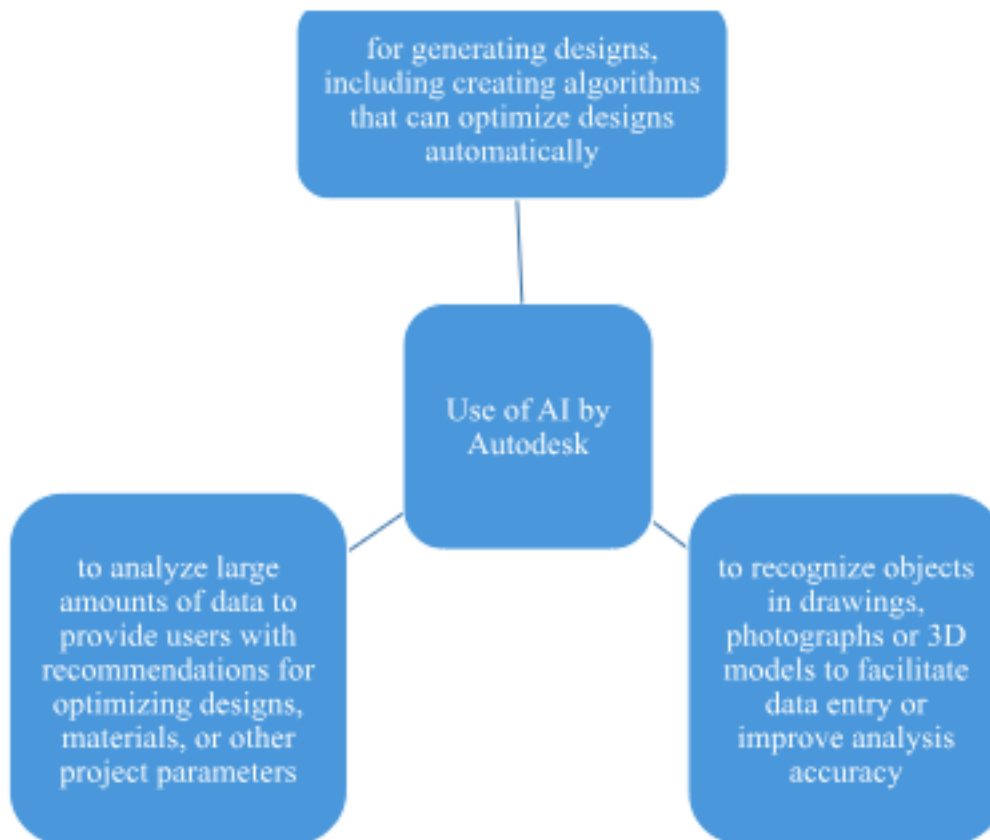 for generating designs,
including creating algorithms
that can optimize designs
automatically
Use of AI by
Autodesk
to analyze large
amounts of data to
provide users with
recommendations for
optimizing designs,
materials, or other
project parameters
to recognize objects
in drawings,
photographs or 3D
models to facilitate
data entry or
improve analysis
accuracy